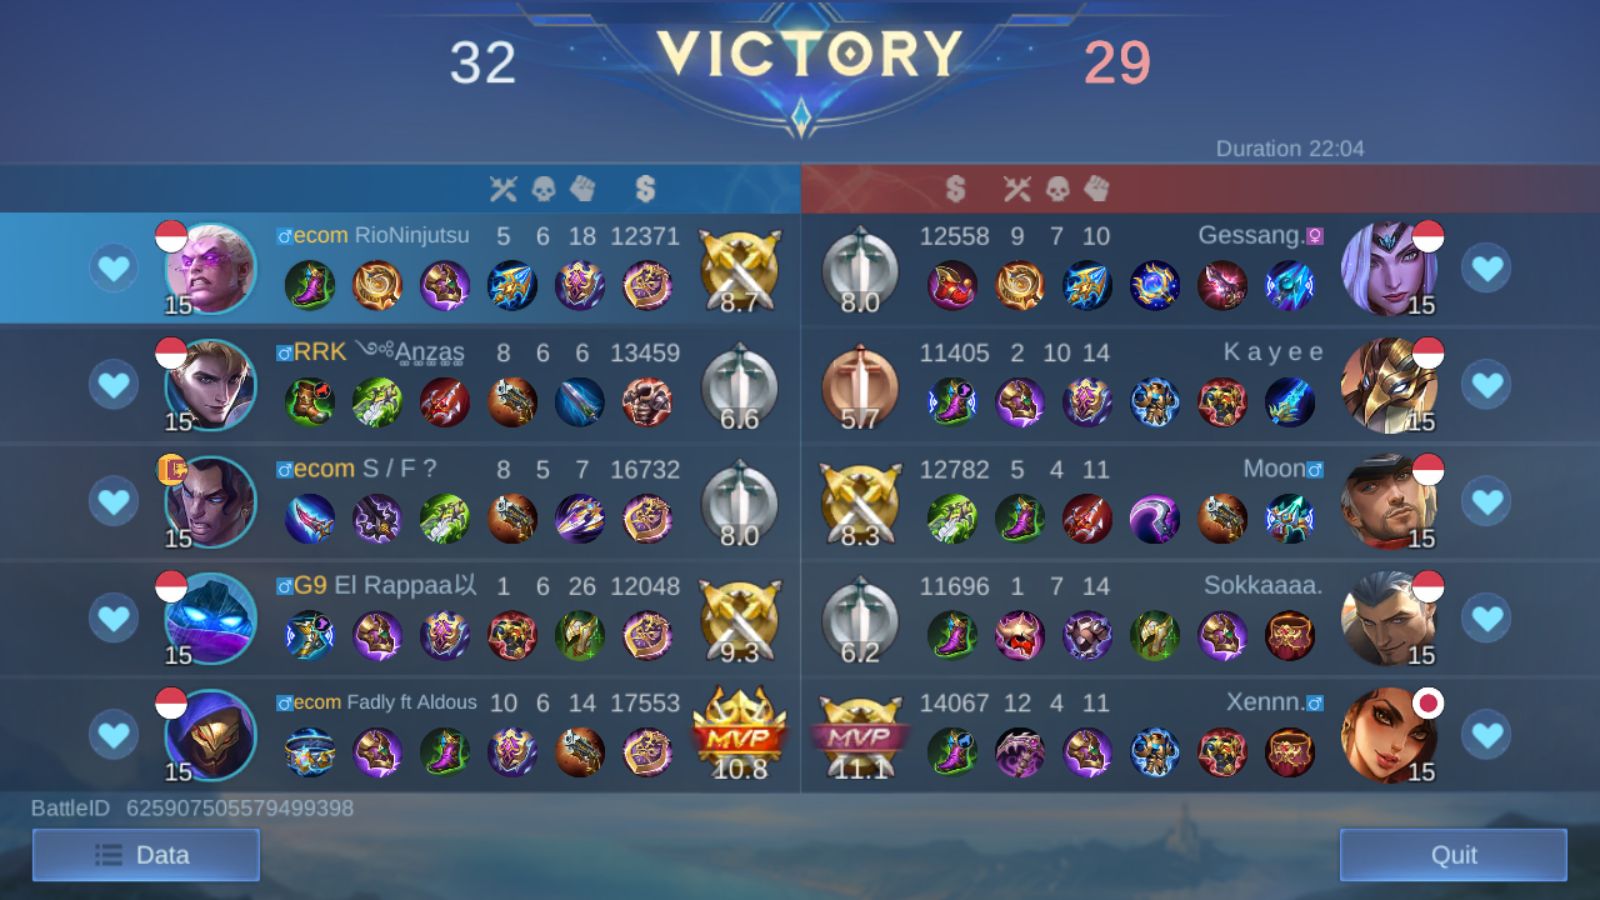 VICTORY
32
29
Duration 22:04
ecom RioNinjutsu 5 6 18 12371
15
8.7
12558 9 7 10 Gessang.
8.0
15
RRK Anzas 8 6 6 13459
15
6.6
11405 2 10 14 K a y e e
5.7
15
ecom S / F ? 8 5 7 16732
15
8.0
12782 5 4 11 Moon
8.3
15
G9 El Rappaa以 1 6 26 12048
15
9.3
11696 1 7 14 Sokkaaaa.
6.2
15
ecom Fadly ft Aldous 10 6 14 17553
15
MVP
10.8
14067 12 4 11 Xennn.
MVP
11.1
15
BattleID 625907505579499398
Data
Quit